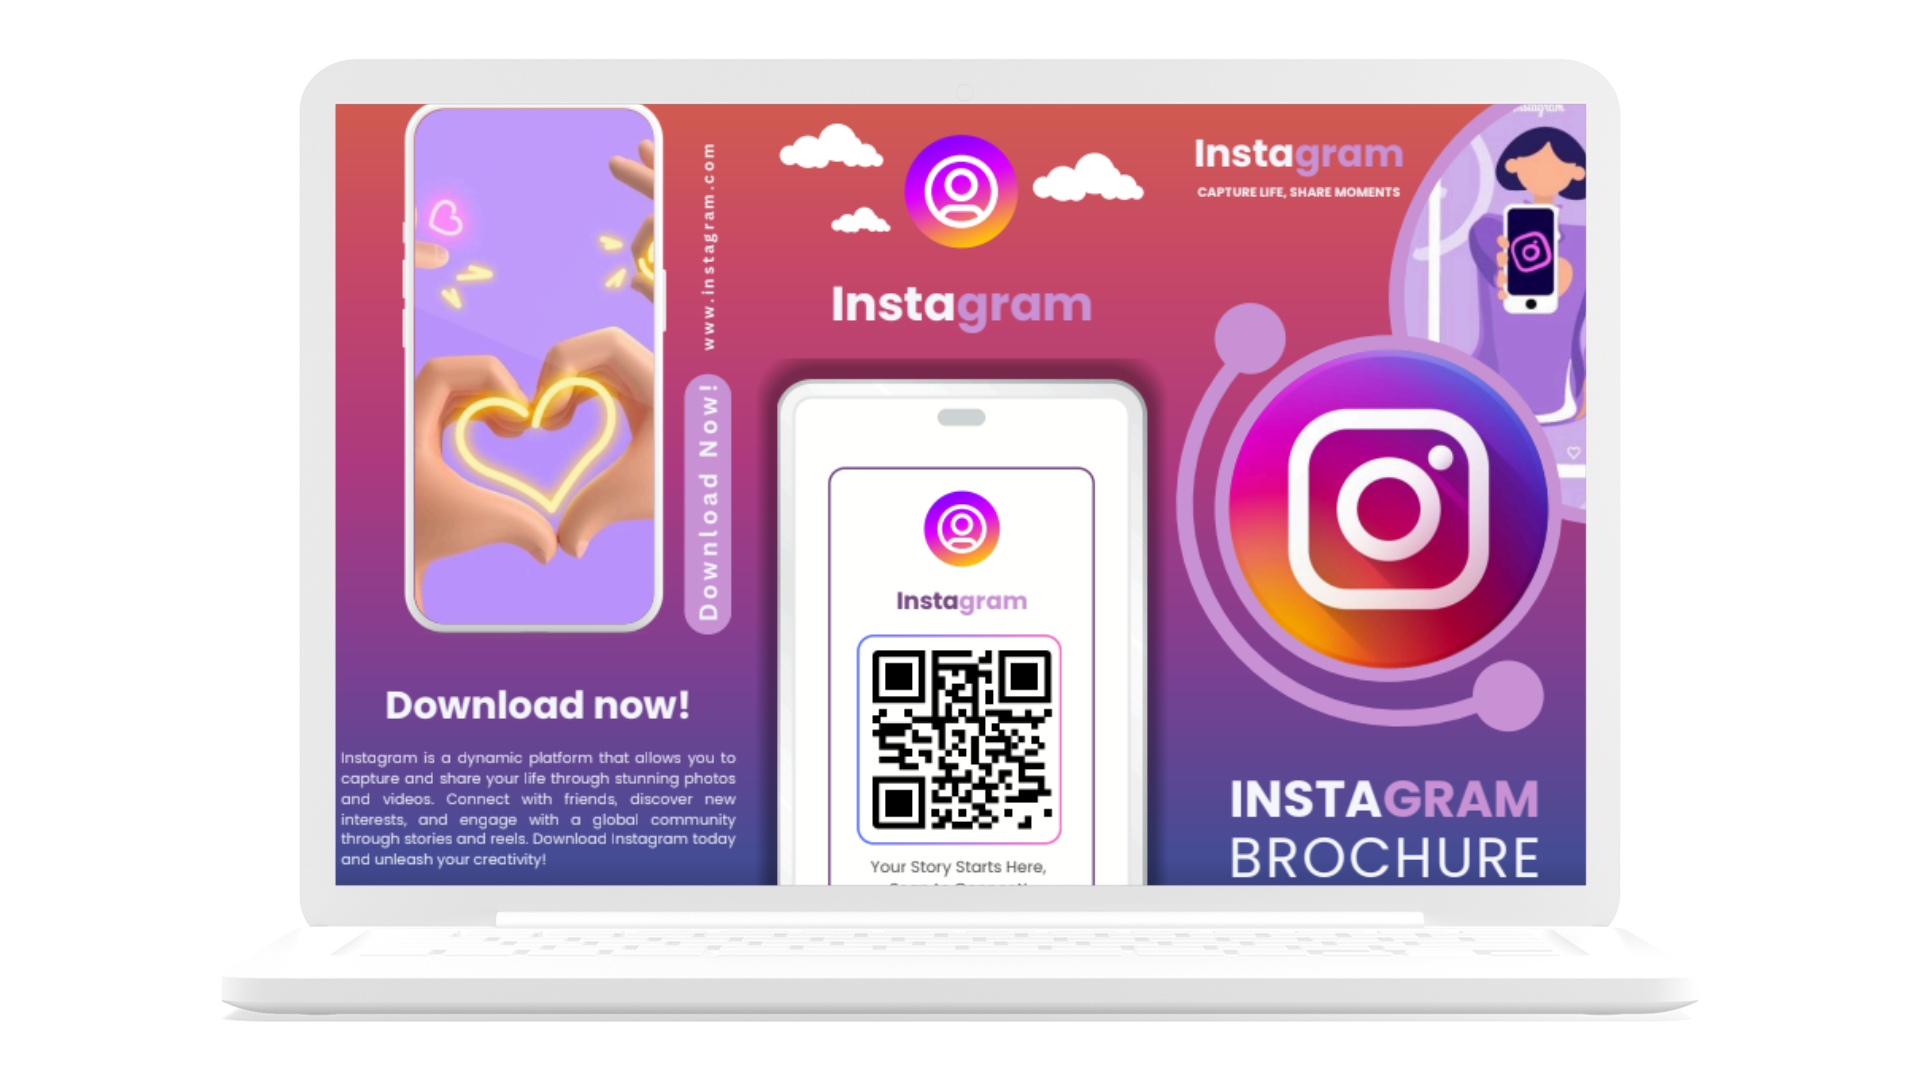 www.instagram.com
Download Now!
Download now!
Instagram is a dynamic platform that allows you to
capture and share your life through stunning photos
and videos. Connect with friends, discover new
interests, and engage with a global community
through stories and reels. Download Instagram today
and unleash your creativity!
Instagram
Instagram
Your Story Starts Here,
Instagram
CAPTURE LIFE, SHARE MOMENTS
INSTAGRAM
BROCHURE